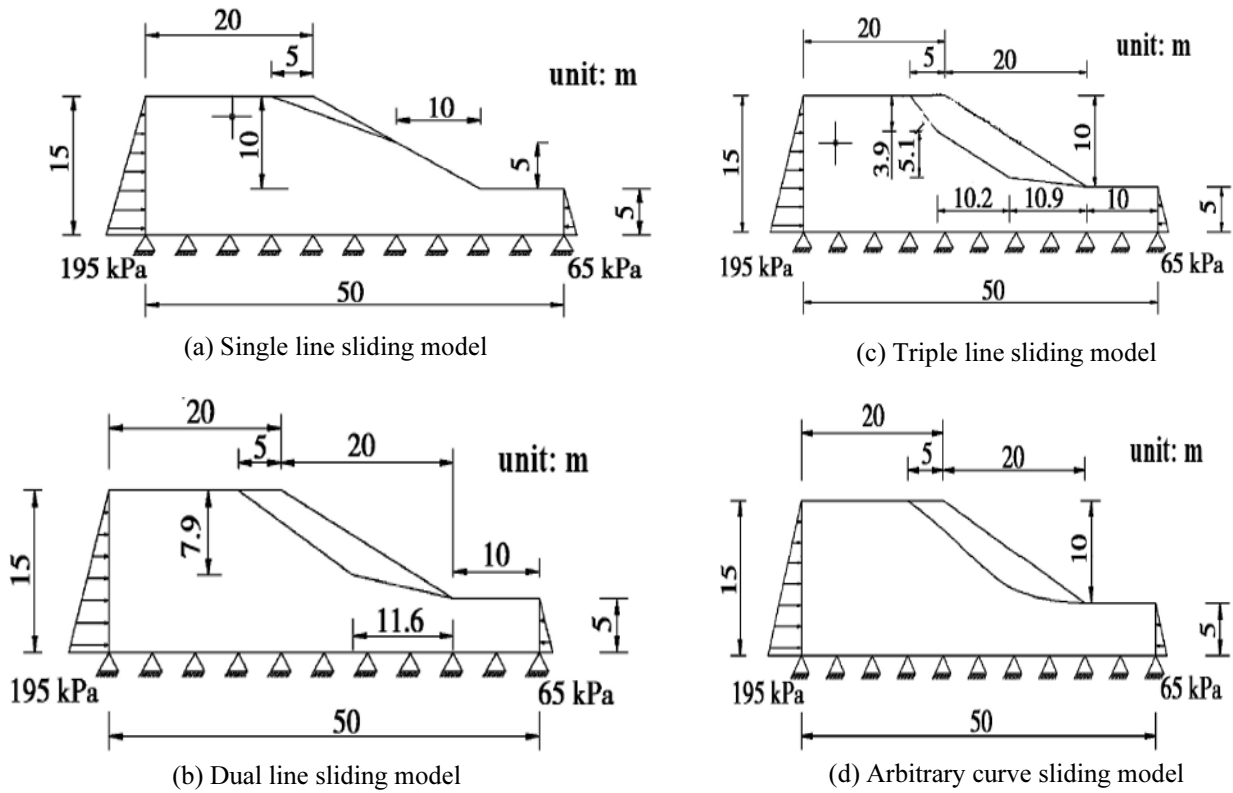 20
5
unit: m
15
10
10
5
5
195 kPa
65 kPa
50
(a) Single line sliding model
20
5
20
unit: m
15
3.9
5.1
10
10.2
10.9
10
5
195 kPa
65 kPa
50
(c) Triple line sliding model
20
5
20
unit: m
15
7.9
10
11.6
5
195 kPa
65 kPa
50
(b) Dual line sliding model
20
5
20
unit: m
15
10
5
195 kPa
65 kPa
50
(d) Arbitrary curve sliding model